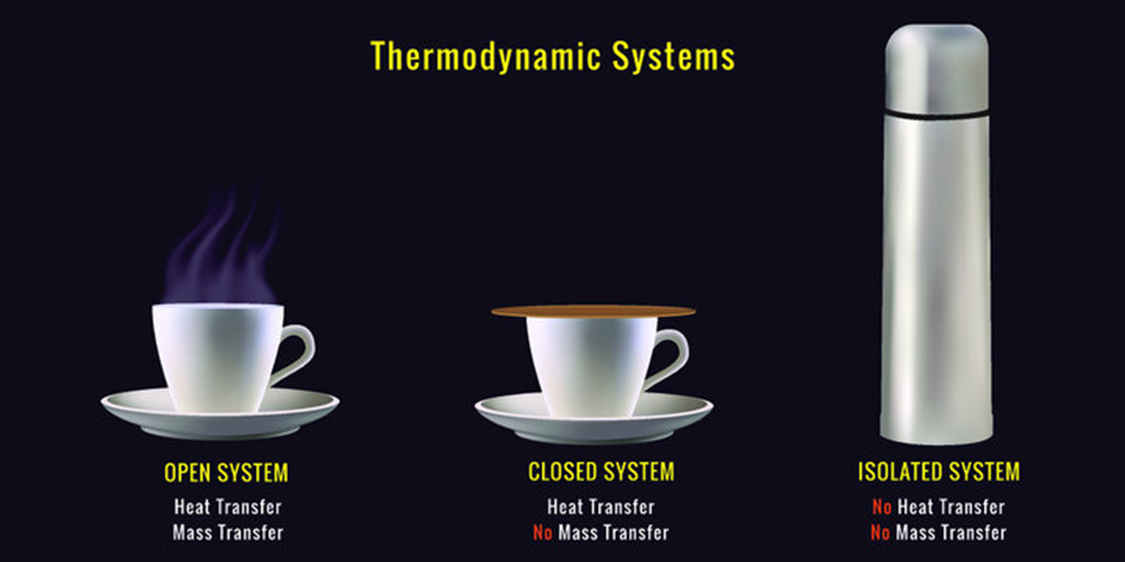 Thermodynamic Systems
OPEN SYSTEM
Heat Transfer
Mass Transfer
CLOSED SYSTEM
Heat Transfer
No Mass Transfer
ISOLATED SYSTEM
No Heat Transfer
No Mass Transfer